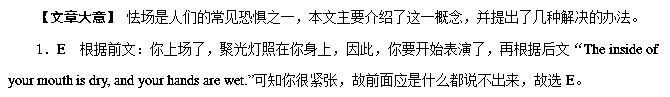 【文章大意】 怯场是人们的常见恐惧之一，本文主要介绍了这一概念，并提出了几种解决的办法。
1．E 根据前文：你上场了，聚光灯照在你身上，因此，你要开始表演了，再根据后文“The inside of
your mouth is dry, and your hands are wet.”可知你很紧张，故前面应是什么都说不出来，故选 E。